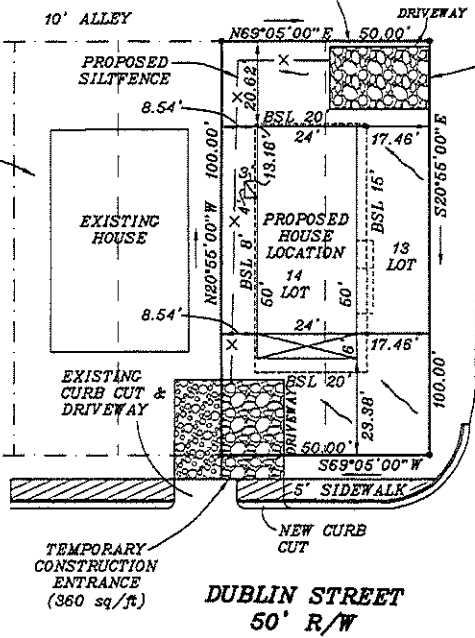 10' ALLEY
N69°05'00"E 50.00'
DRIVEWAY
PROPOSED
SILTFENCE
20.62'
8.54'
BSL 20'
24'
17.46'
100.00'
N20°55'00"W
3'
13.16'
4'
BSL 8'
BSL 15'
S20°55'00"E
EXISTING
HOUSE
PROPOSED
HOUSE
LOCATION
14
LOT
13
LOT
50'
50'
8.54'
24'
17.46'
6'
100.00'
EXISTING
CURB CUT &
DRIVEWAY
BSL 20'
DRIVEWAY
23.38'
50.00'
S69°05'00"W
5' SIDEWALK
NEW CURB
CUT
TEMPORARY
CONSTRUCTION
ENTRANCE
(360 sq/ft)
DUBLIN STREET
50' R/W